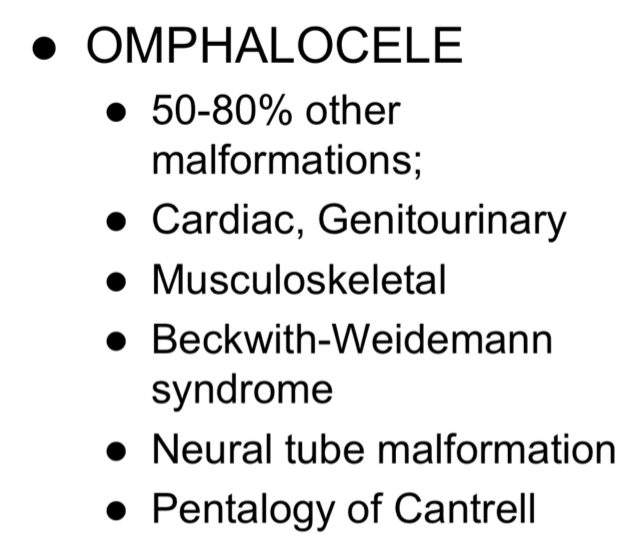 ● OMPHALOCELE
● 50-80% other
malformations;
● Cardiac, Genitourinary
● Musculoskeletal
● Beckwith-Weidemann
syndrome
● Neural tube malformation
● Pentalogy of Cantrell